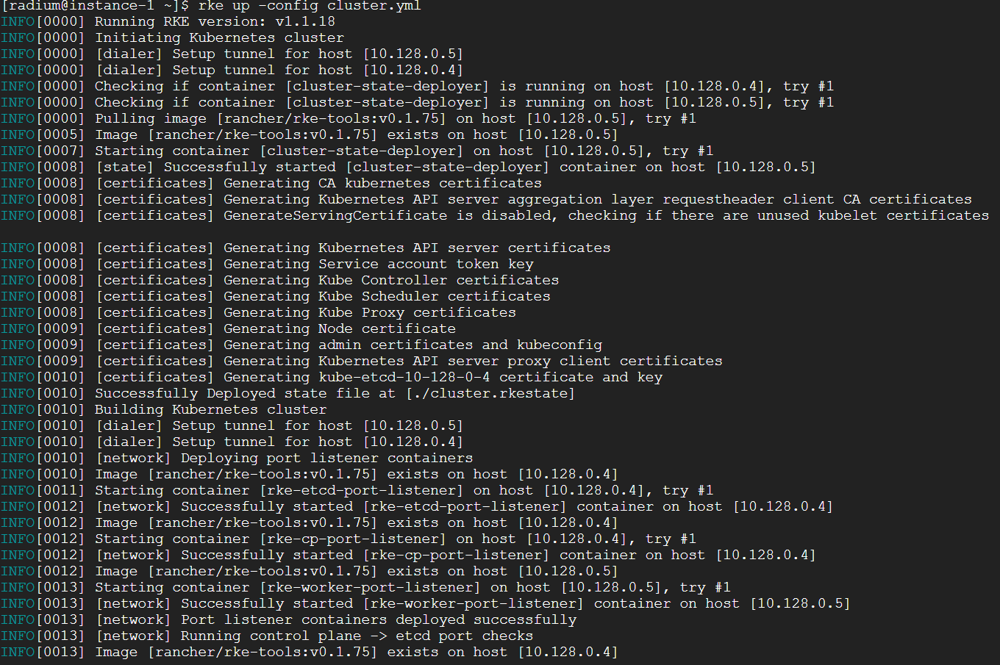 [radium@instance-1 ~]$ rke up -config cluster.yml
INFO[0000] Running RKE version: v1.1.18
INFO[0000] Initiating Kubernetes cluster
INFO[0000] [dialer] Setup tunnel for host [10.128.0.5]
INFO[0000] [dialer] Setup tunnel for host [10.128.0.4]
INFO[0000] Checking if container [cluster-state-deployer] is running on host [10.128.0.4], try #1
INFO[0000] Checking if container [cluster-state-deployer] is running on host [10.128.0.5], try #1
INFO[0000] Pulling image [rancher/rke-tools:v0.1.75] on host [10.128.0.5], try #1
INFO[0005] Image [rancher/rke-tools:v0.1.75] exists on host [10.128.0.5]
INFO[0007] Starting container [cluster-state-deployer] on host [10.128.0.5], try #1
INFO[0008] [state] Successfully started [cluster-state-deployer] container on host [10.128.0.5]
INFO[0008] [certificates] Generating CA kubernetes certificates
INFO[0008] [certificates] Generating Kubernetes API server aggregation layer requestheader client CA certificates
INFO[0008] [certificates] GenerateServingCertificate is disabled, checking if there are unused kubelet certificates
INFO[0008] [certificates] Generating Kubernetes API server certificates
INFO[0008] [certificates] Generating Service account token key
INFO[0008] [certificates] Generating Kube Controller certificates
INFO[0008] [certificates] Generating Kube Scheduler certificates
INFO[0008] [certificates] Generating Kube Proxy certificates
INFO[0009] [certificates] Generating Node certificate
INFO[0009] [certificates] Generating admin certificates and kubeconfig
INFO[0009] [certificates] Generating Kubernetes API server proxy client certificates
INFO[0010] [certificates] Generating kube-etcd-10-128-0-4 certificate and key
INFO[0010] Successfully Deployed state file at [./cluster.rkestate]
INFO[0010] Building Kubernetes cluster
INFO[0010] [dialer] Setup tunnel for host [10.128.0.5]
INFO[0010] [dialer] Setup tunnel for host [10.128.0.4]
INFO[0010] [network] Deploying port listener containers
INFO[0010] Image [rancher/rke-tools:v0.1.75] exists on host [10.128.0.4]
INFO[0011] Starting container [rke-etcd-port-listener] on host [10.128.0.4], try #1
INFO[0012] [network] Successfully started [rke-etcd-port-listener] container on host [10.128.0.4]
INFO[0012] Image [rancher/rke-tools:v0.1.75] exists on host [10.128.0.4]
INFO[0012] Starting container [rke-cp-port-listener] on host [10.128.0.4], try #1
INFO[0012] [network] Successfully started [rke-cp-port-listener] container on host [10.128.0.4]
INFO[0012] Image [rancher/rke-tools:v0.1.75] exists on host [10.128.0.5]
INFO[0013] Starting container [rke-worker-port-listener] on host [10.128.0.5], try #1
INFO[0013] [network] Successfully started [rke-worker-port-listener] container on host [10.128.0.5]
INFO[0013] [network] Port listener containers deployed successfully
INFO[0013] [network] Running control plane -> etcd port checks
INFO[0013] Image [rancher/rke-tools:v0.1.75] exists on host [10.128.0.4]